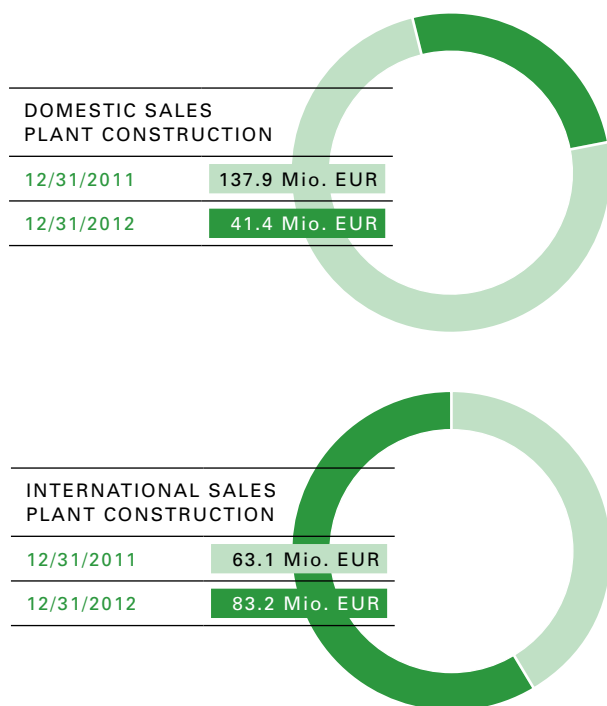 DOMESTIC SALES
PLANT CONSTRUCTION
12/31/2011 137.9 Mio. EUR
12/31/2012 41.4 Mio. EUR
INTERNATIONAL SALES
PLANT CONSTRUCTION
12/31/2011 63.1 Mio. EUR
12/31/2012 83.2 Mio. EUR